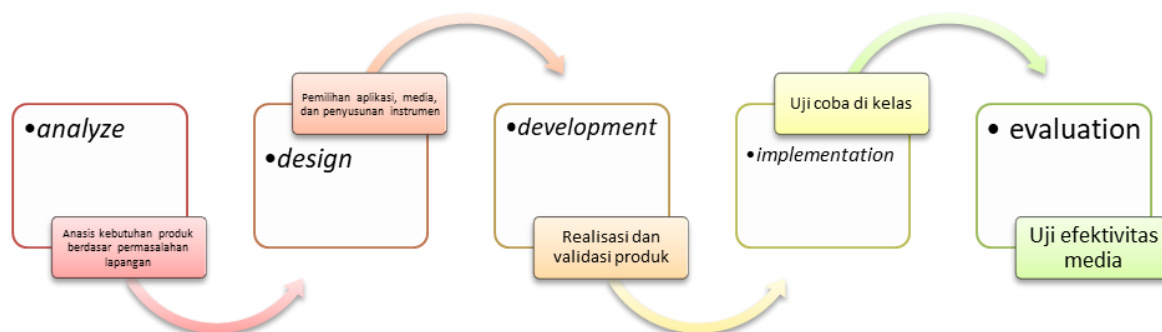 •analyze
Anasis kebutuhan produk
berdasar permasalahan
lapangan
Pemilihan aplikasi, media,
dan penyusunan instrumen
•design
•development
Realisasi dan
validasi produk
Uji coba di kelas
•implementation
• evaluation
Uji efektivitas
media